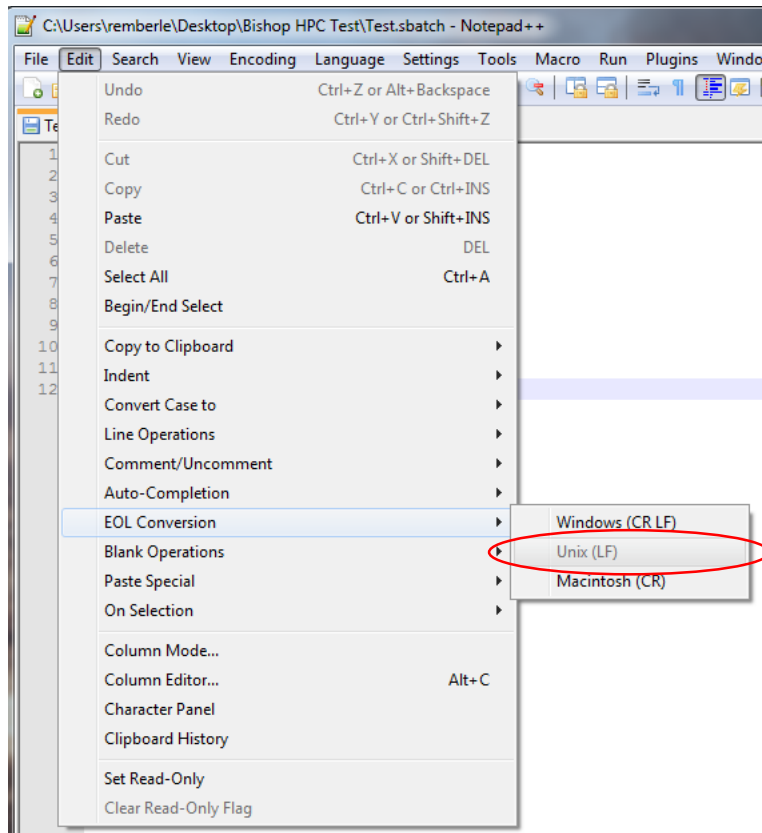 C:\Users\remberle\Desktop\Bishop HPC Test\Test.sbatch - Notepad++
File Edit Search View Encoding Language Settings Tools Macro Run Plugins Windo
Te
1
2
3
4
5
6
7
8
9
10
11
12
Undo Ctrl+Z or Alt+Backspace
Redo Ctrl+Y or Ctrl+Shift+Z
Cut Ctrl+X or Shift+DEL
Copy Ctrl+C or Ctrl+INS
Paste Ctrl+V or Shift+INS
Delete DEL
Select All Ctrl+A
Begin/End Select
Copy to Clipboard
Indent
Convert Case to
Line Operations
Comment/Uncomment
Auto-Completion
EOL Conversion
Blank Operations
Paste Special
On Selection
Column Mode...
Column Editor... Alt+C
Character Panel
Clipboard History
Set Read-Only
Clear Read-Only Flag
Windows (CR LF)
Unix (LF)
Macintosh (CR)